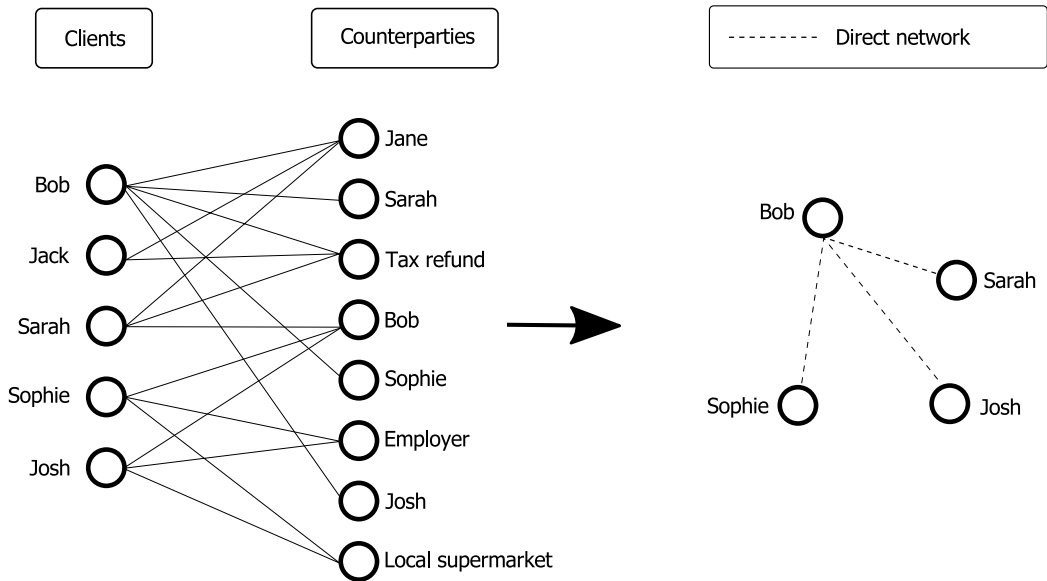 Clients
Counterparties
Direct network
Jane
Bob
Sarah
Jack
Tax refund
Sarah
Bob
Sophie
Sophie
Employer
Josh
Josh
Local supermarket
Bob
Sarah
Sophie
Josh